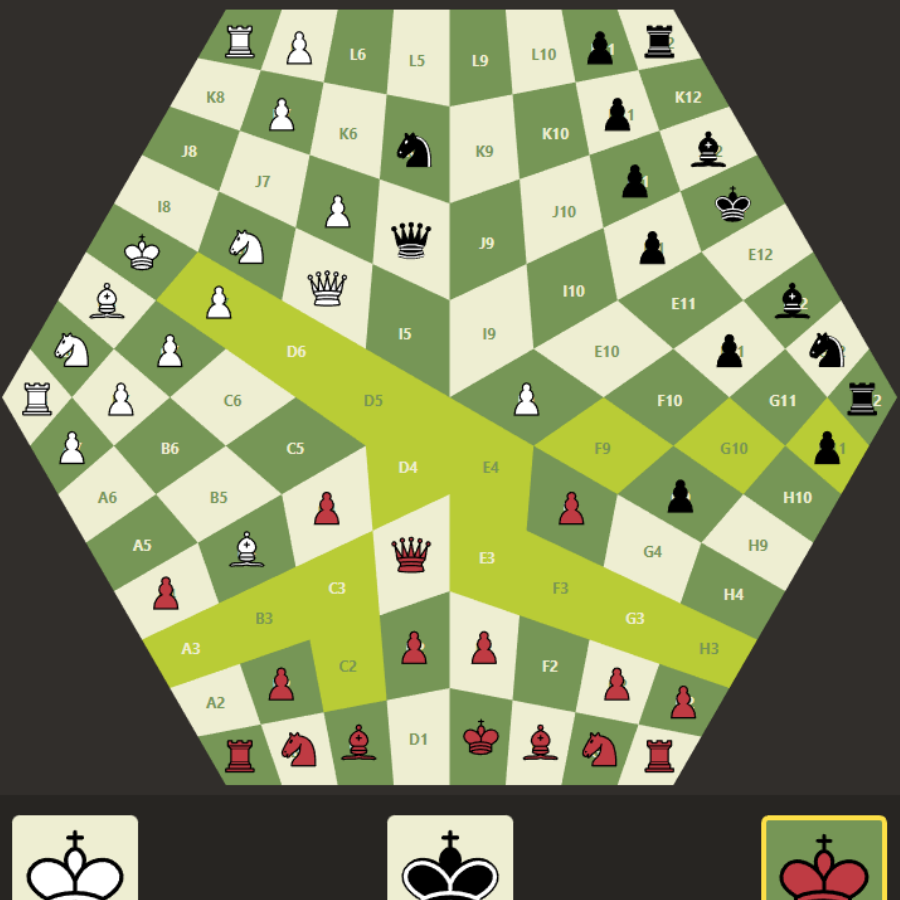 L6 L5 L9 L10
K8 K12
K6 K10
J8 K9
J7
I8 J10
J9
E12
I10
E11
I5 I9
D6 E10
C6 D5 F10 G11
B6 C5 F9 G10
D4 E4
A6 B5 H10
A5 H9
G4
E3
C3 F3 H4
B3 G3
A3 H3
C2 F2
A2
D1